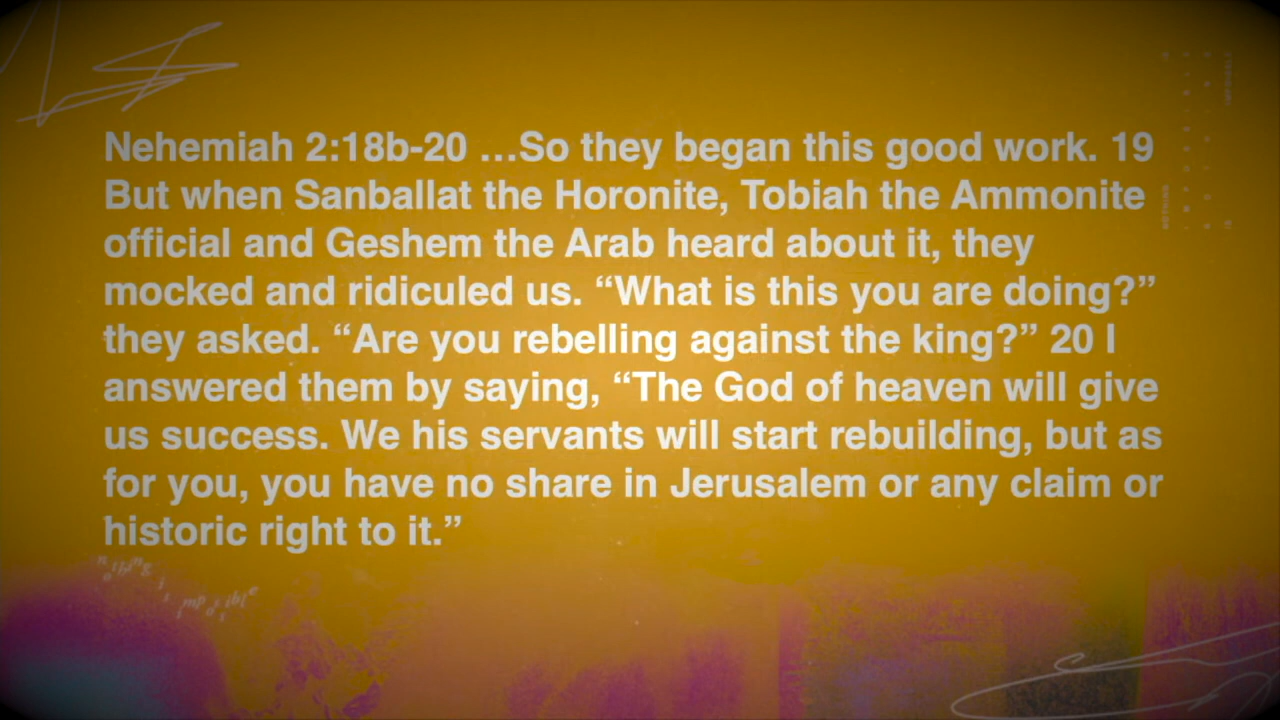 Nehemiah 2:18b-20 …So they began this good work. 19
But when Sanballat the Horonite, Tobiah the Ammonite
official and Geshem the Arab heard about it, they
mocked and ridiculed us. “What is this you are doing?”
they asked. “Are you rebelling against the king?” 20 I
answered them by saying, “The God of heaven will give
us success. We his servants will start rebuilding, but as
for you, you have no share in Jerusalem or any claim or
historic right to it.”
nothing is impossible